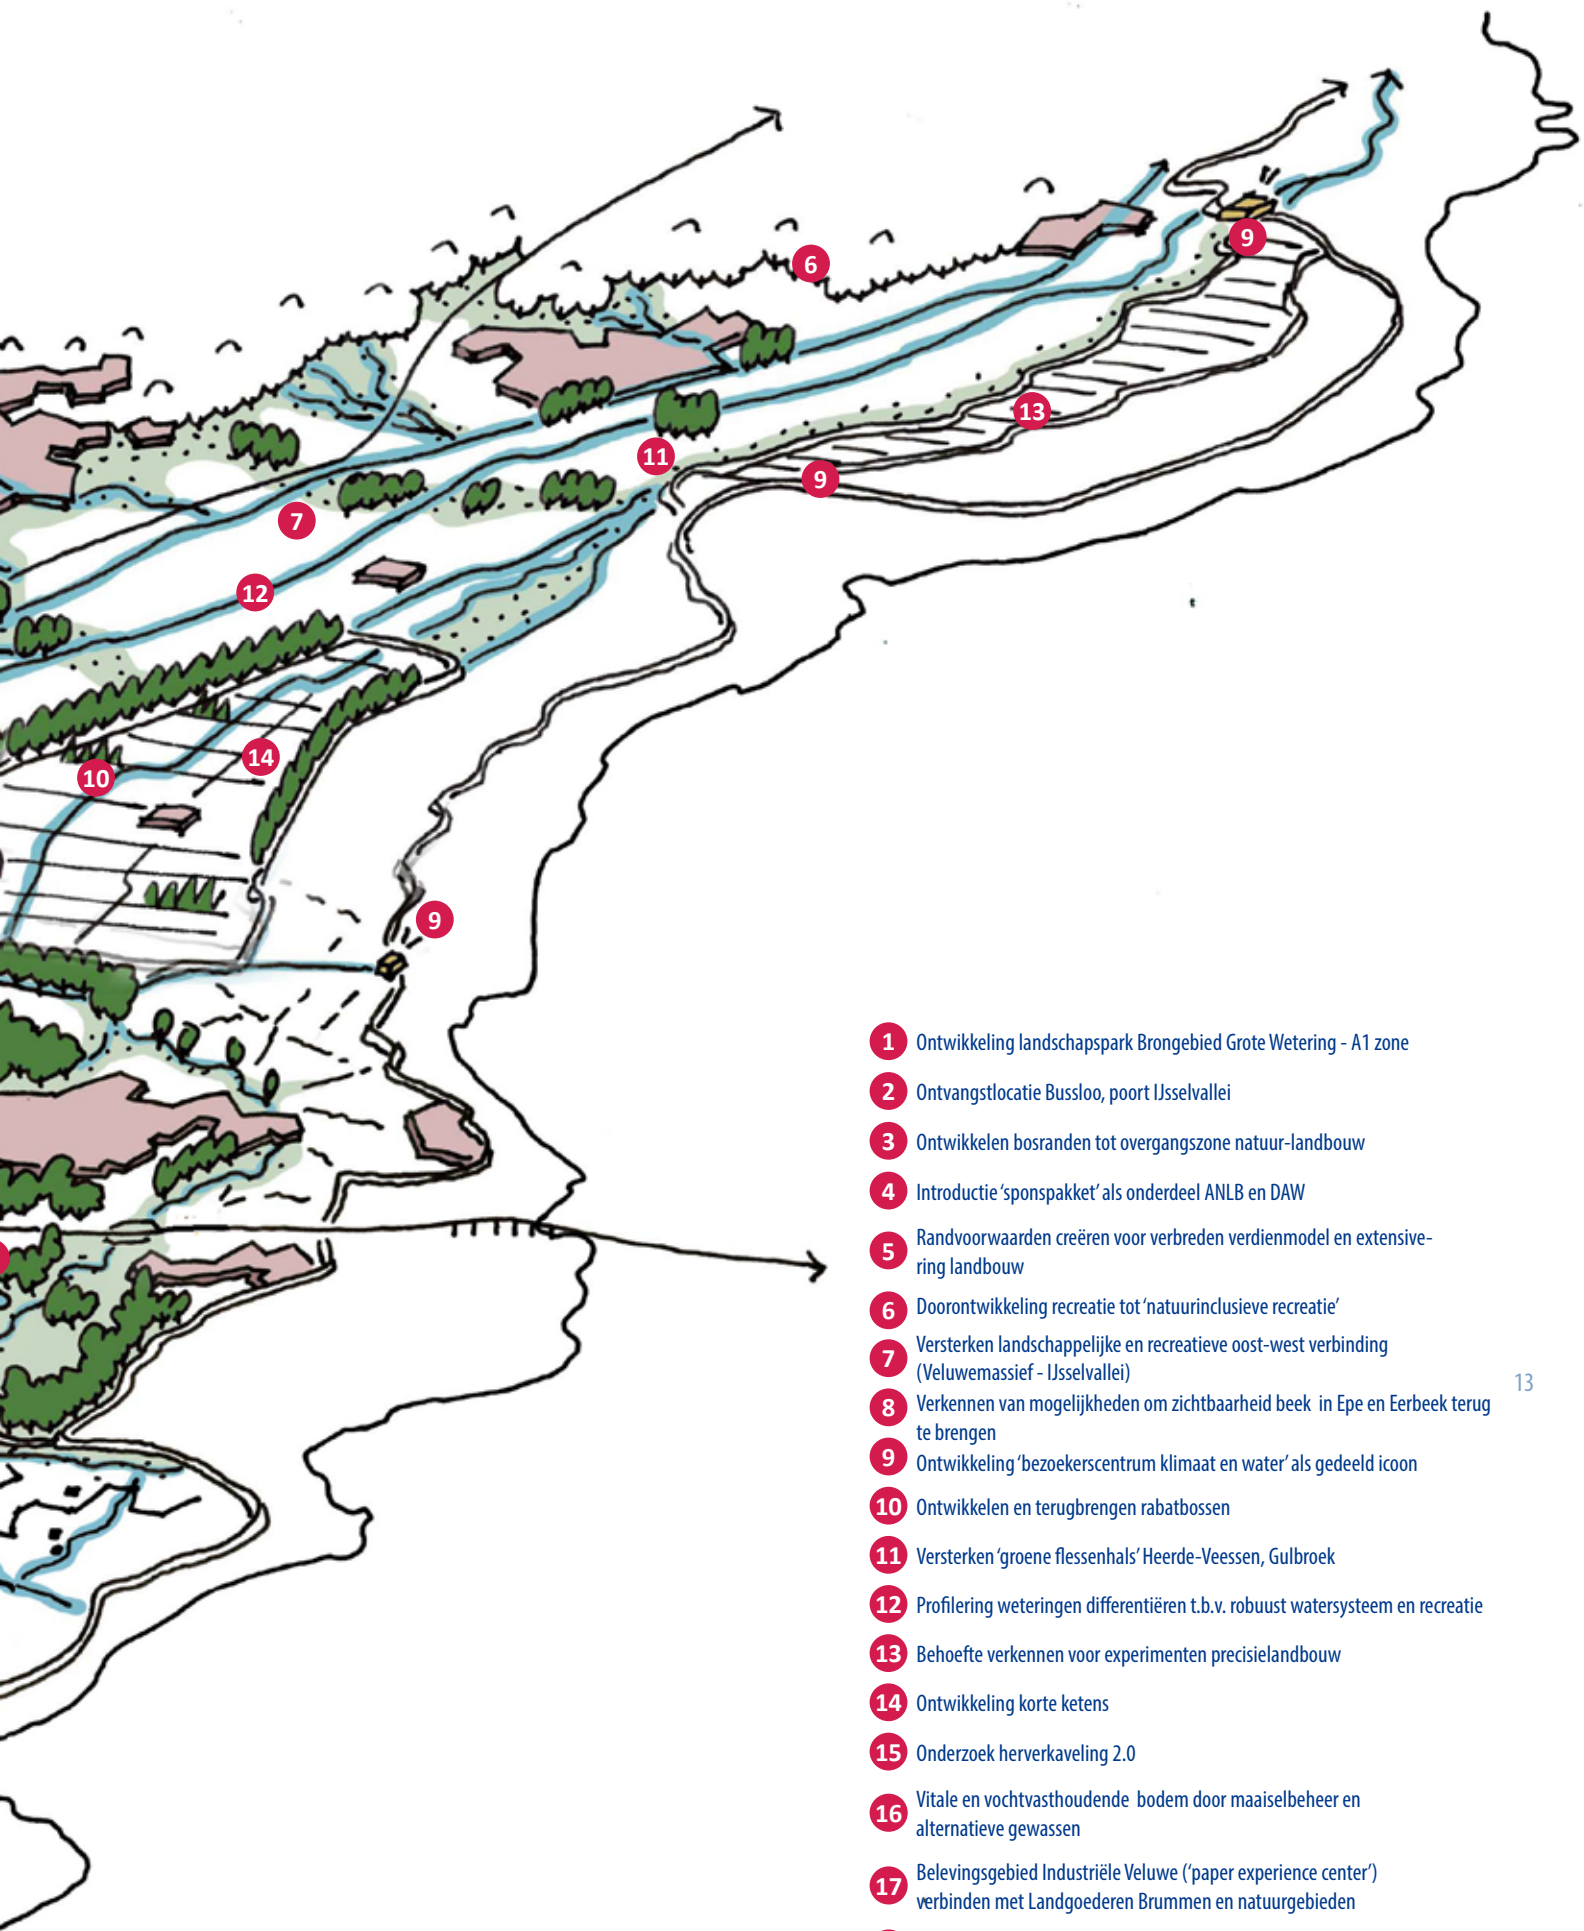 6
9
13
11
9
7
12
14
10
9
1 Ontwikkeling landschapspark Brongebied Grote Wetering - A1 zone
2 Ontvangstlocatie Bussloo, poort IJsselvallei
3 Ontwikkelen bosranden tot overgangszone natuur-landbouw
4 Introductie ‘sponspakket’ als onderdeel ANLB en DAW
5 Randvoorwaarden creëren voor verbreden verdienmodel en extensive-
ring landbouw
6 Doorontwikkeling recreatie tot ‘natuurinclusieve recreatie’
7 Versterken landschappelijke en recreatieve oost-west verbinding
(Veluwemassief - IJsselvallei)
13
8 Verkennen van mogelijkheden om zichtbaarheid beek in Epe en Eerbeek terug
te brengen
9 Ontwikkeling ‘bezoekerscentrum klimaat en water’ als gedeeld icoon
10 Ontwikkelen en terugbrengen rabatbossen
11 Versterken ‘groene flessenhals’ Heerde-Veessen, Gulbroek
12 Profilering weteringen differentiëren t.b.v. robuust watersysteem en recreatie
13 Behoefte verkennen voor experimenten precisielandbouw
14 Ontwikkeling korte ketens
15 Onderzoek herverkaveling 2.0
16 Vitale en vochtvasthoudende bodem door maaiselbeheer en
alternatieve gewassen
17 Belevingsgebied Industriële Veluwe (‘paper experience center’)
verbinden met Landgoederen Brummen en natuurgebieden